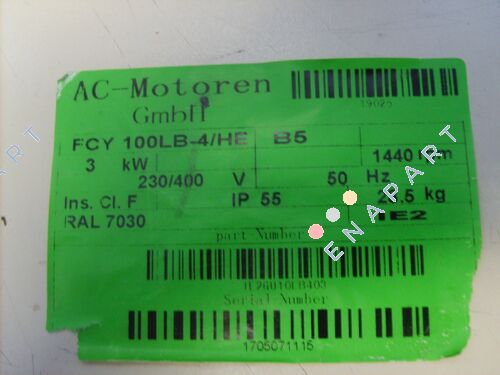 AC-Motoren
GmbH
19025
FCY 100LB-4/HE B5
3 kW 1440
230/400 V 50 Hz
Ins. Cl. F IP 55 kg
RAL 7030 IE2
part-Number
Serial-Number
1705071115
ENAPART